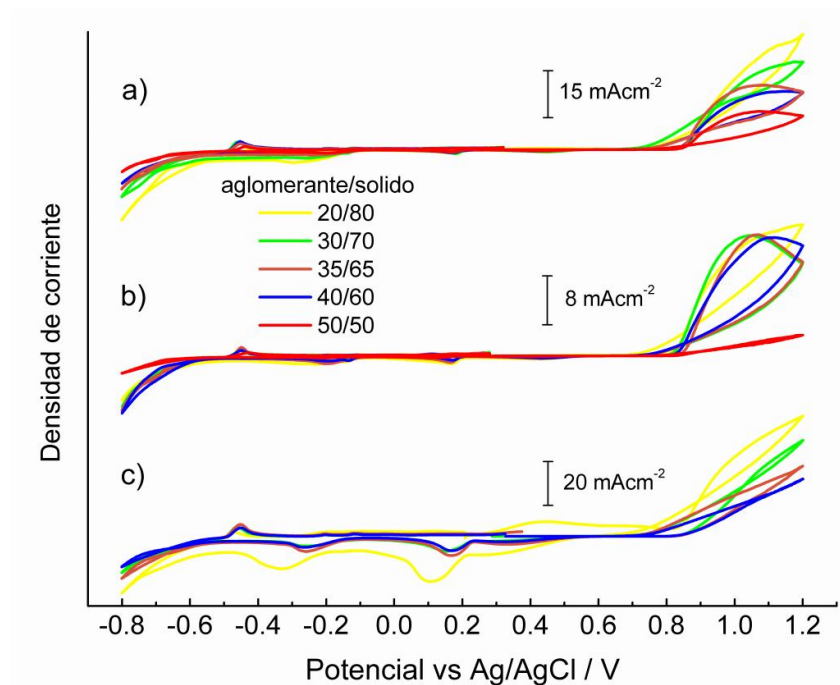 a)
15 mAcm-2
aglomerante/solido
20/80
30/70
35/65
40/60
50/50
b)
8 mAcm-2
c)
20 mAcm-2
Densidad de corriente
-0.8 -0.6 -0.4 -0.2 0.0 0.2 0.4 0.6 0.8 1.0 1.2
Potencial vs Ag/AgCl / V